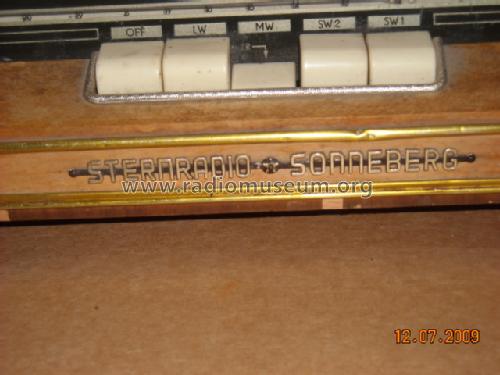 OFF LW MW SW2 SW1
STERNRADIO SONNEBERG
www.radiomuseum.org
12.07.2009